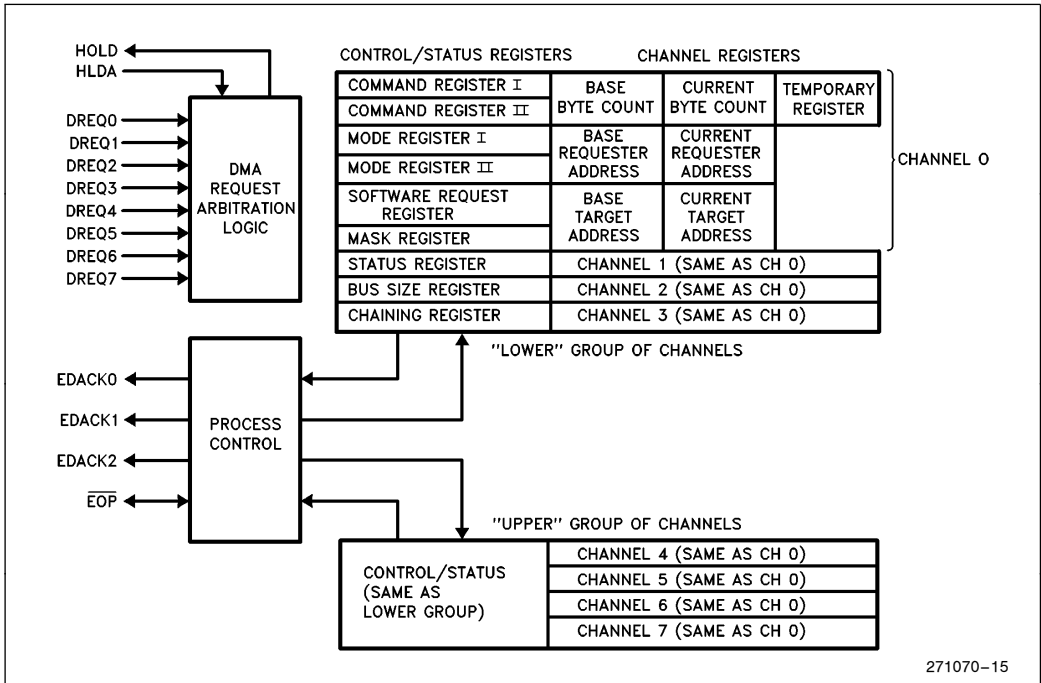 HOLD
HLDA
DREQ0
DREQ1
DREQ2
DREQ3
DREQ4
DREQ5
DREQ6
DREQ7
DMA
REQUEST
ARBITRATION
LOGIC
CONTROL/STATUS REGISTERS
CHANNEL REGISTERS
COMMAND REGISTER I
COMMAND REGISTER II
MODE REGISTER I
MODE REGISTER II
SOFTWARE REQUEST
REGISTER
MASK REGISTER
STATUS REGISTER
BUS SIZE REGISTER
CHAINING REGISTER
BASE
BYTE COUNT
CURRENT
BYTE COUNT
TEMPORARY
REGISTER
BASE
REQUESTER
ADDRESS
CURRENT
REQUESTER
ADDRESS
BASE
TARGET
ADDRESS
CURRENT
TARGET
ADDRESS
CHANNEL 0
CHANNEL 1 (SAME AS CH 0)
CHANNEL 2 (SAME AS CH 0)
CHANNEL 3 (SAME AS CH 0)
"LOWER" GROUP OF CHANNELS
EDACK0
EDACK1
EDACK2
EOP
PROCESS
CONTROL
"UPPER" GROUP OF CHANNELS
CONTROL/STATUS
(SAME AS
LOWER GROUP)
CHANNEL 4 (SAME AS CH 0)
CHANNEL 5 (SAME AS CH 0)
CHANNEL 6 (SAME AS CH 0)
CHANNEL 7 (SAME AS CH 0)
271070-15